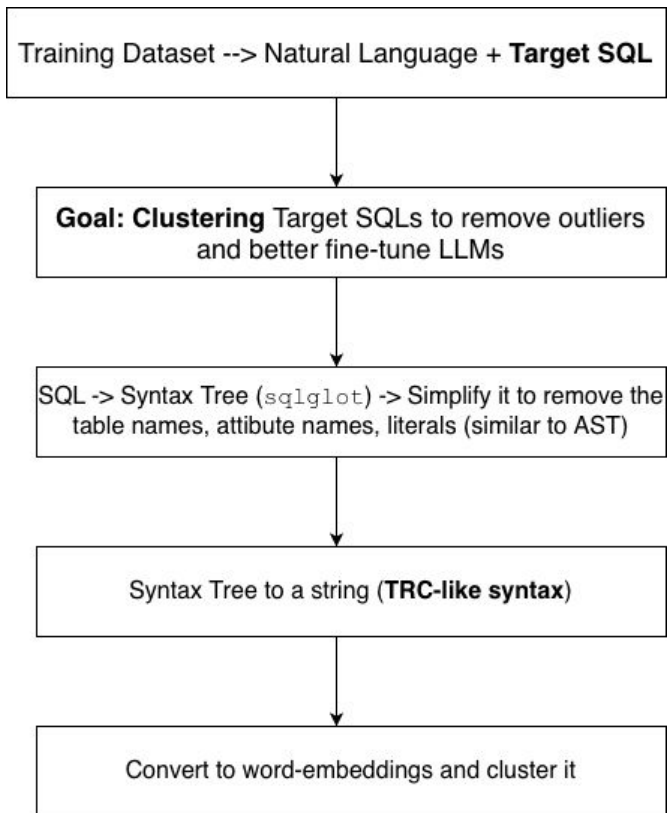 Training Dataset --> Natural Language + Target SQL
Goal: Clustering Target SQLs to remove outliers
and better fine-tune LLMs
SQL -> Syntax Tree (sqlglot) -> Simplify it to remove the
table names, attibute names, literals (similar to AST)
Syntax Tree to a string (TRC-like syntax)
Convert to word-embeddings and cluster it